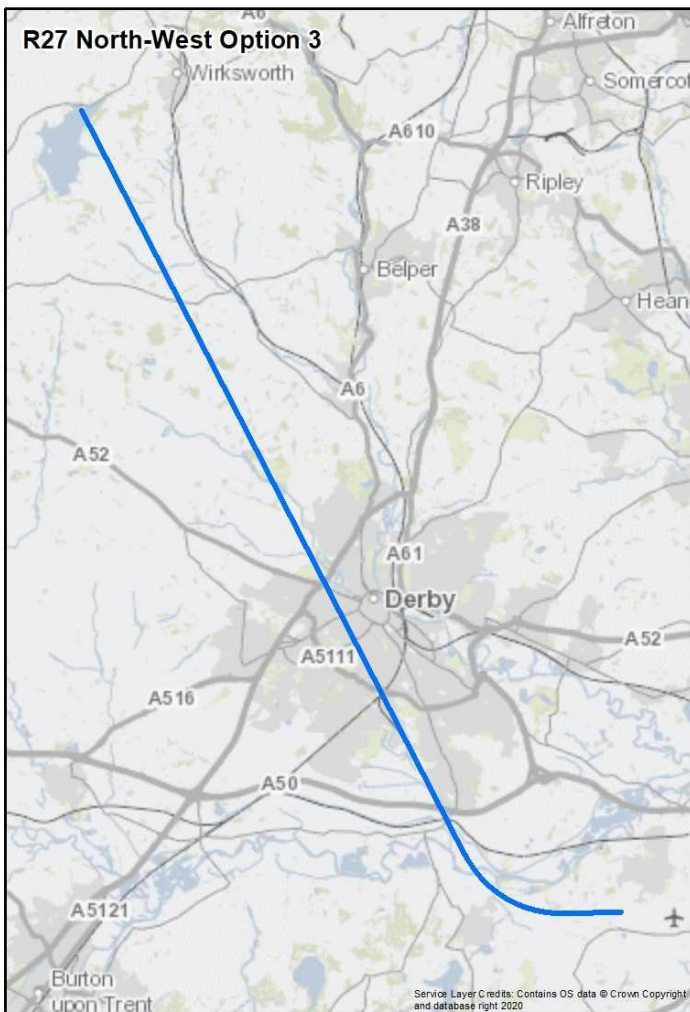 R27 North-West Option 3
A6
Alfreton
Wirksworth
Somercot
A610
Ripley
A38
Belper
Hean
A6
A52
A61
Derby
A52
A5111
A516
A50
A5121
Burton
upon Trent
Service Layer Credits: Contains OS data © Crown Copyright
and database right 2020